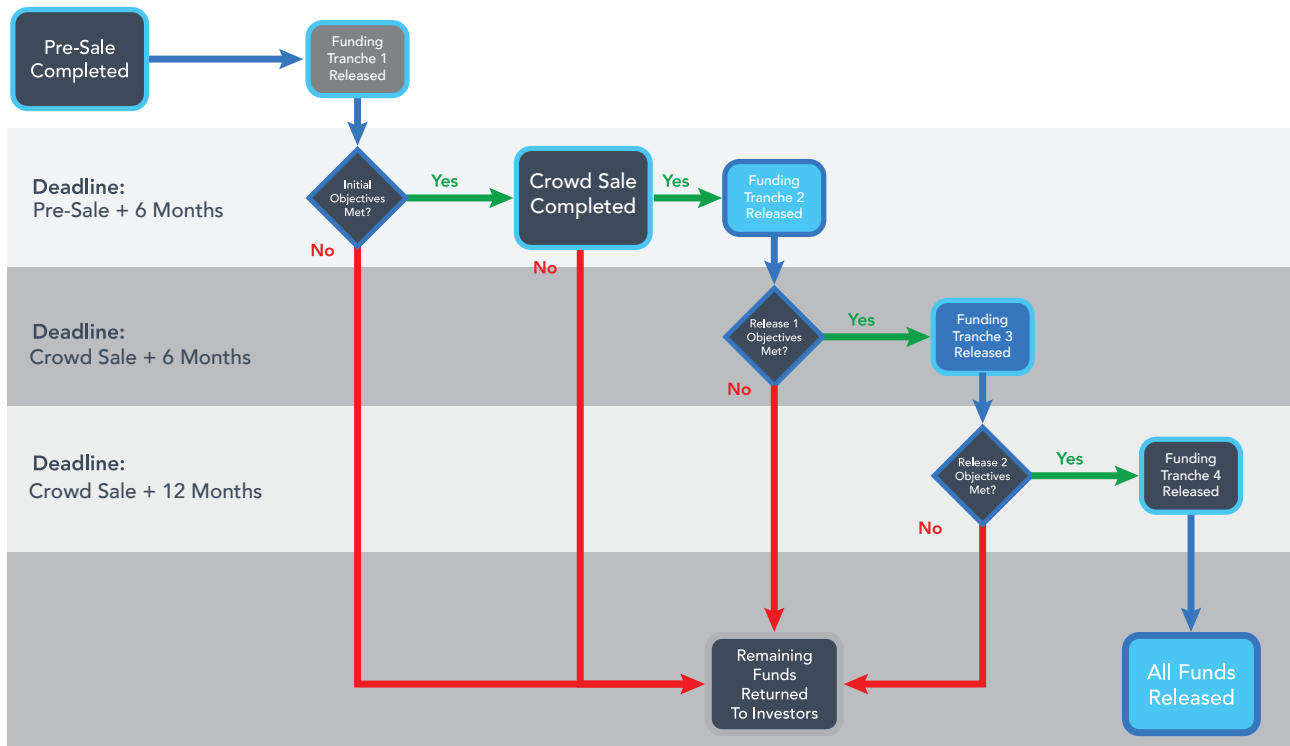 Pre-Sale
Completed
Funding
Tranche 1
Released
Deadline:
Pre-Sale + 6 Months
Initial
Objectives
Met?
Yes
No
Crowd Sale
Completed
Yes
No
Funding
Tranche 2
Released
Deadline:
Crowd Sale + 6 Months
Release 1
Objectives
Met?
Yes
No
Funding
Tranche 3
Released
Deadline:
Crowd Sale + 12 Months
Release 2
Objectives
Met?
Yes
No
Funding
Tranche 4
Released
Remaining
Funds
Returned
To Investors
All Funds
Released